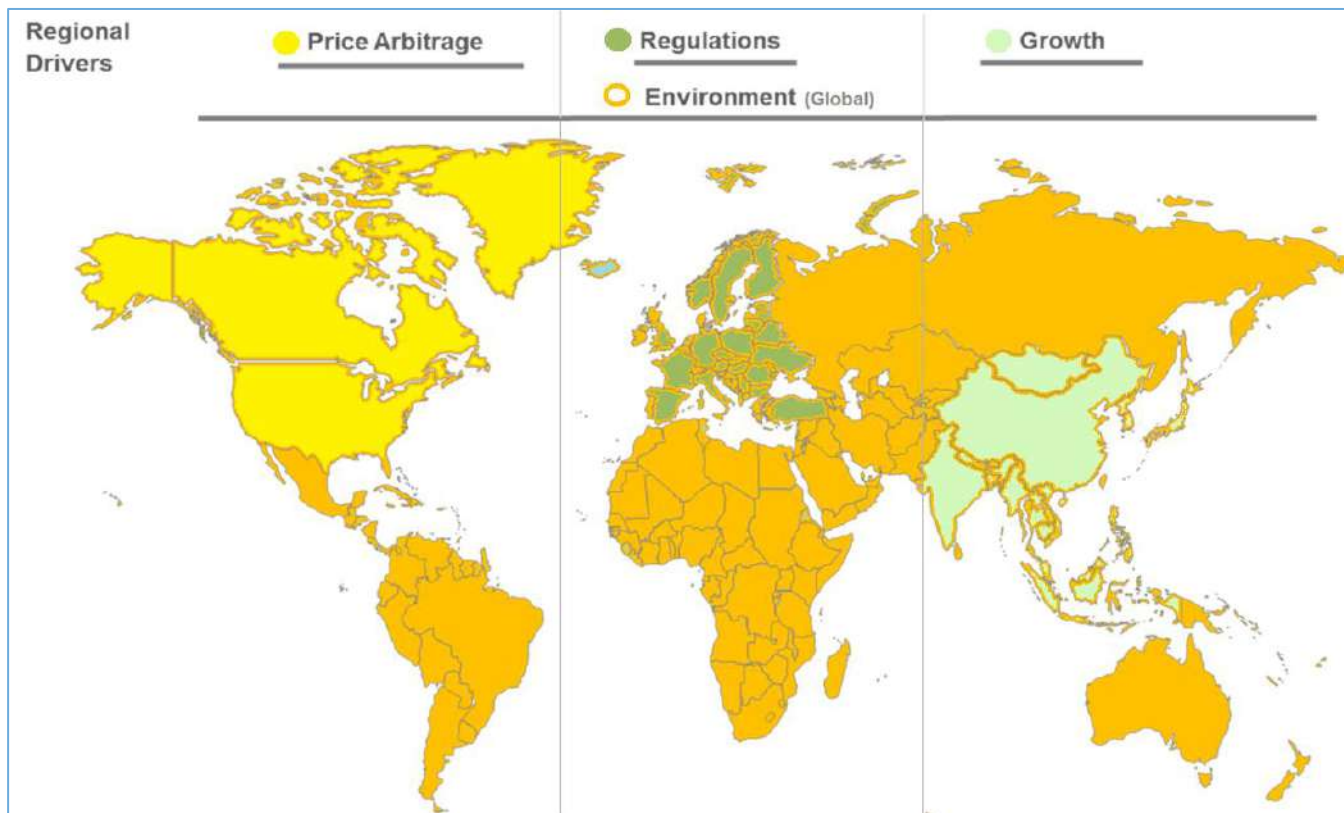 Regional
Drivers
Price Arbitrage
Regulations
Growth
Environment (Global)